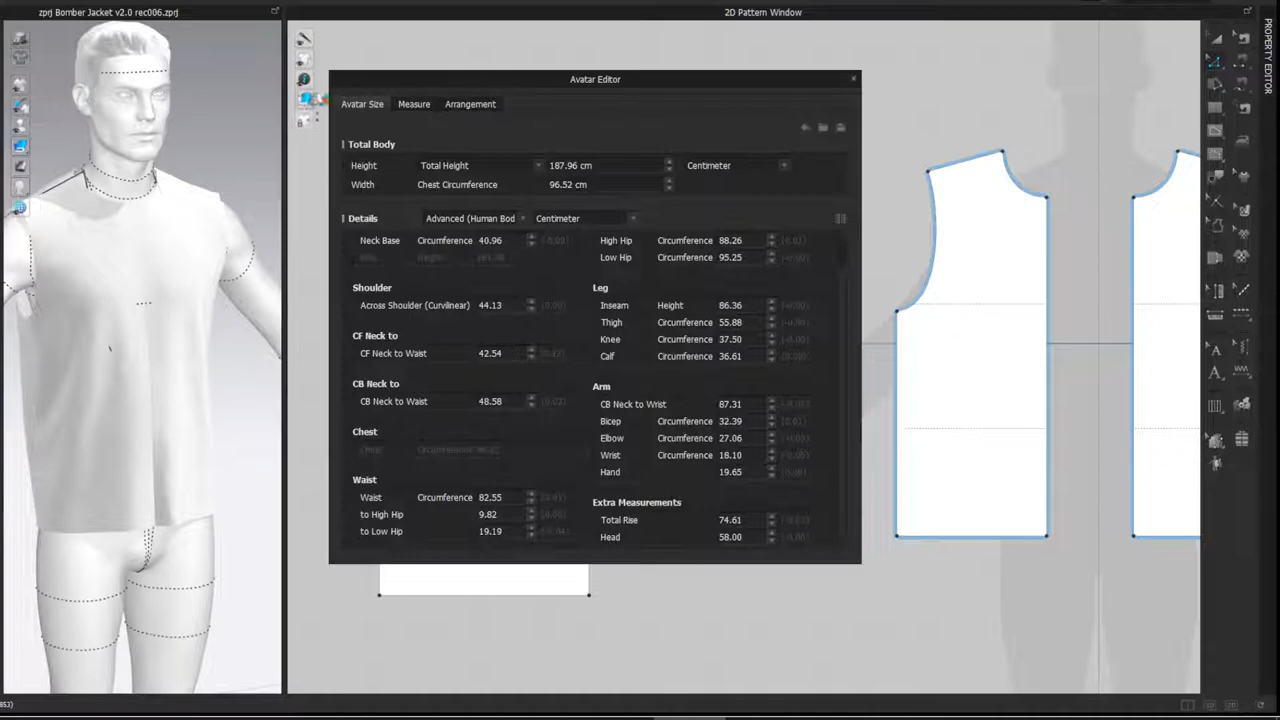 zprj Bomber Jacket v2.0 rec006.zprj
2D Pattern Window
PROPERTY EDITOR
Avatar Editor
Avatar Size Measure Arrangement
Total Body
Height Total Height 187.96 cm Centimeter
Width Chest Circumference 96.52 cm
Details Advanced (Human Bod Centimeter
Neck Base Circumference 40.96
Shoulder
Across Shoulder (Curvilinear) 44.13 (0.00)
CF Neck to
CF Neck to Waist 42.54
CB Neck to
CB Neck to Waist 48.58
Chest
Waist
Waist Circumference 82.55
to High Hip 9.82
to Low Hip 19.19
High Hip Circumference 88.26
Low Hip Circumference 95.25
Leg
Inseam Height 86.36
Thigh Circumference 55.88
Knee Circumference 37.50
Calf Circumference 36.61
Arm
CB Neck to Wrist 87.31
Bicep Circumference 32.39
Elbow Circumference 27.06
Wrist Circumference 18.10
Hand 19.65
Extra Measurements
Total Rise 74.61
Head 58.00
853)